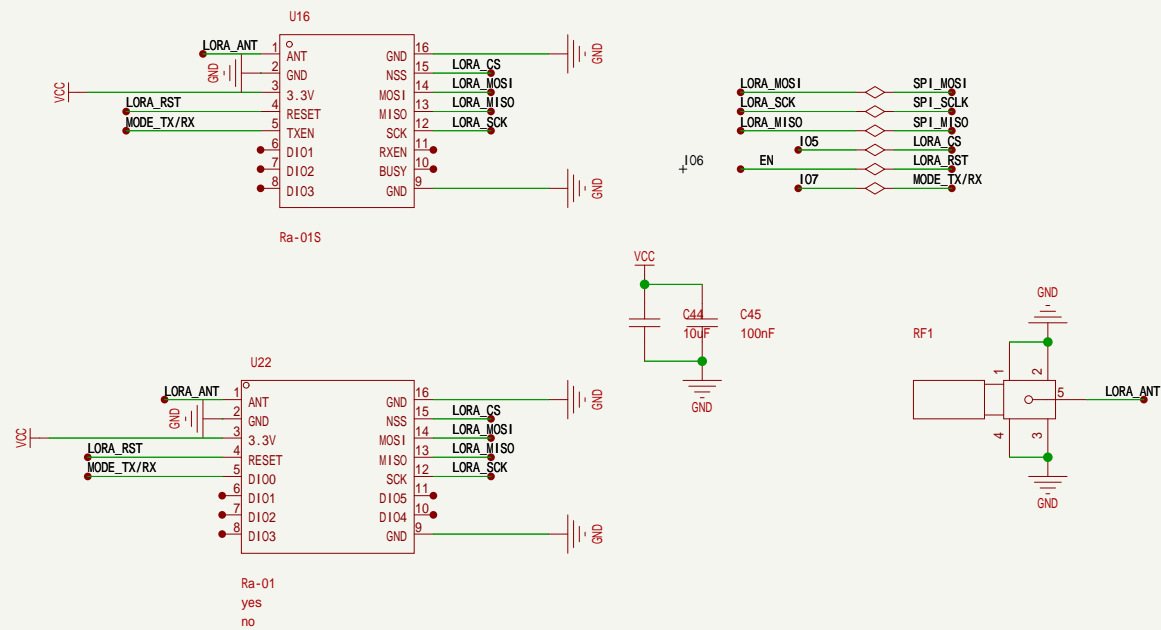 U16
LORA_ANT 1 ANT GND 16 GND
GND 2 GND NSS 15 LORA_CS
VCC 3 3.3V MOSI 14 LORA_MOSI
LORA_RST 4 RESET MISO 13 LORA_MISO
MODE_TX/RX 5 TXEN SCK 12 LORA_SCK
6 DIO1 RXEN 11
7 DIO2 BUSY 10
8 DIO3 GND 9 GND
Ra-01S
LORA_MOSI SPI_MOSI
LORA_SCK SPI_SCLK
LORA_MISO SPI_MISO
IO5 LORA_CS
IO6 EN LORA_RST
IO7 MODE_TX/RX
VCC
C44 C45
10uF 100nF
GND
GND
RF1
1 2
5 LORA_ANT
4 3
GND
U22
LORA_ANT 1 ANT GND 16 GND
GND 2 GND NSS 15 LORA_CS
VCC 3 3.3V MOSI 14 LORA_MOSI
LORA_RST 4 RESET MISO 13 LORA_MISO
MODE_TX/RX 5 DIO0 SCK 12 LORA_SCK
6 DIO1 DIO5 11
7 DIO2 DIO4 10
8 DIO3 GND 9 GND
Ra-01
yes
no